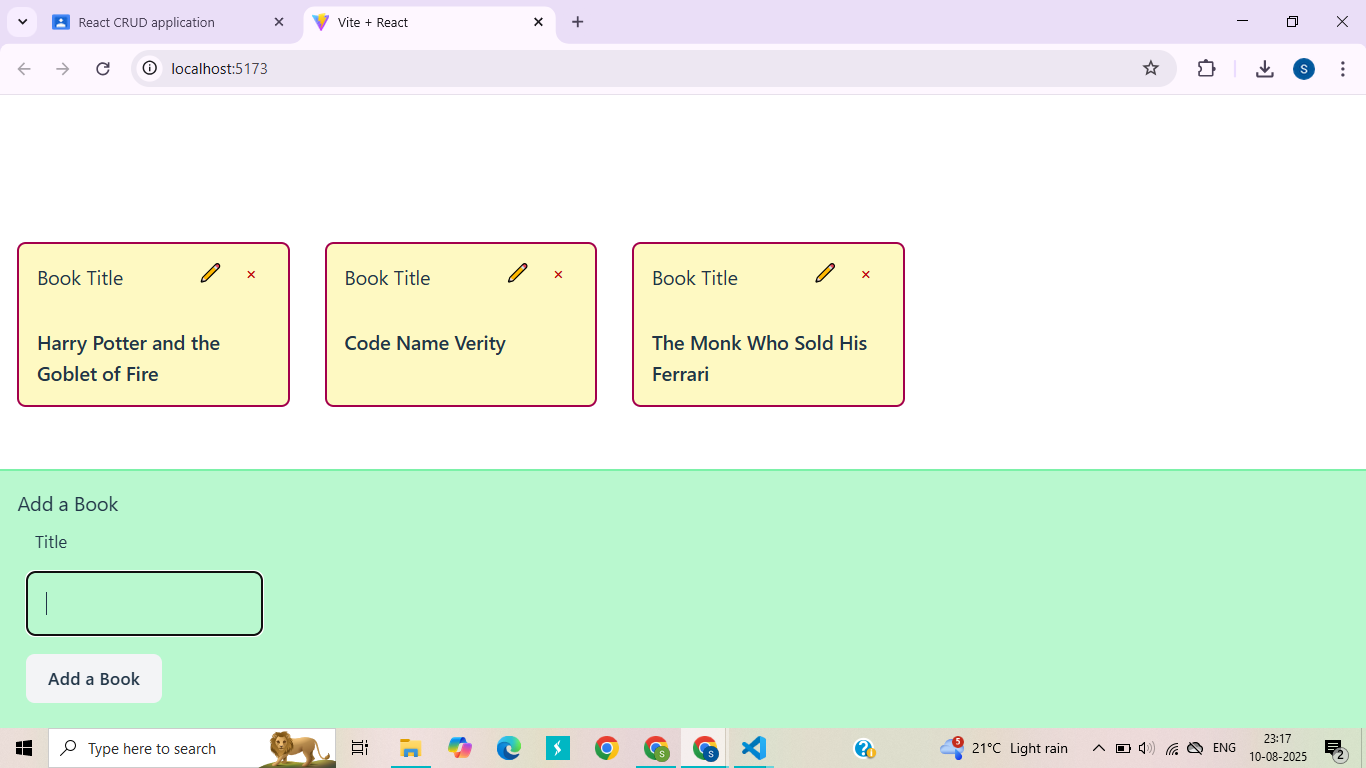 React CRUD application
Vite + React
localhost:5173
S
Book Title
Harry Potter and the
Goblet of Fire
Book Title
Code Name Verity
Book Title
The Monk Who Sold His
Ferrari
Add a Book
Title
Add a Book
Type here to search
S
S
5
21°C Light rain
ENG
23:17
10-08-2025
2